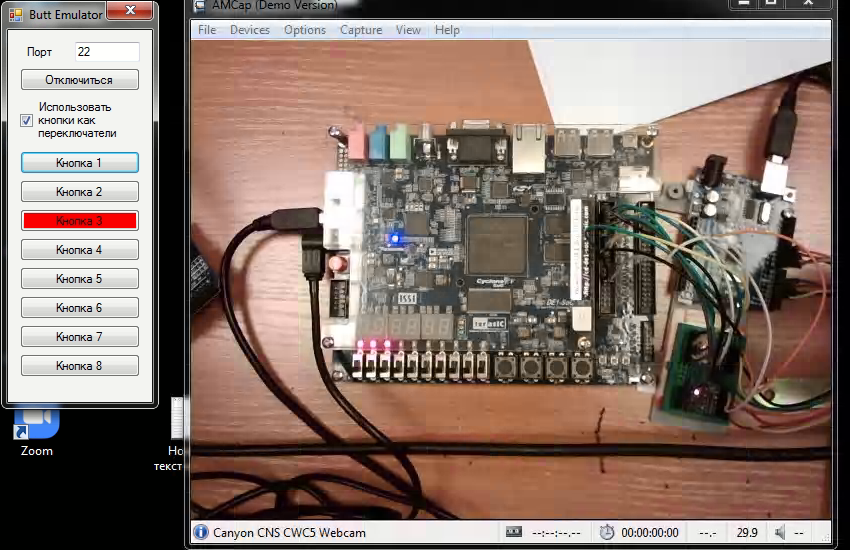 Butt Emulator
Порт
22
Отключиться
Использовать
кнопки как
переключатели
Кнопка 1
Кнопка 2
Кнопка 3
Кнопка 4
Кнопка 5
Кнопка 6
Кнопка 7
Кнопка 8
Zoom
Но
текст
AMCap (Demo Version)
File Devices Options Capture View Help
Cyclone V
ISSI
DE1-SoC
terasIC
Canyon CNS CWC5 Webcam
--:--:--.--
00:00:00:00
--.-
29.9
--